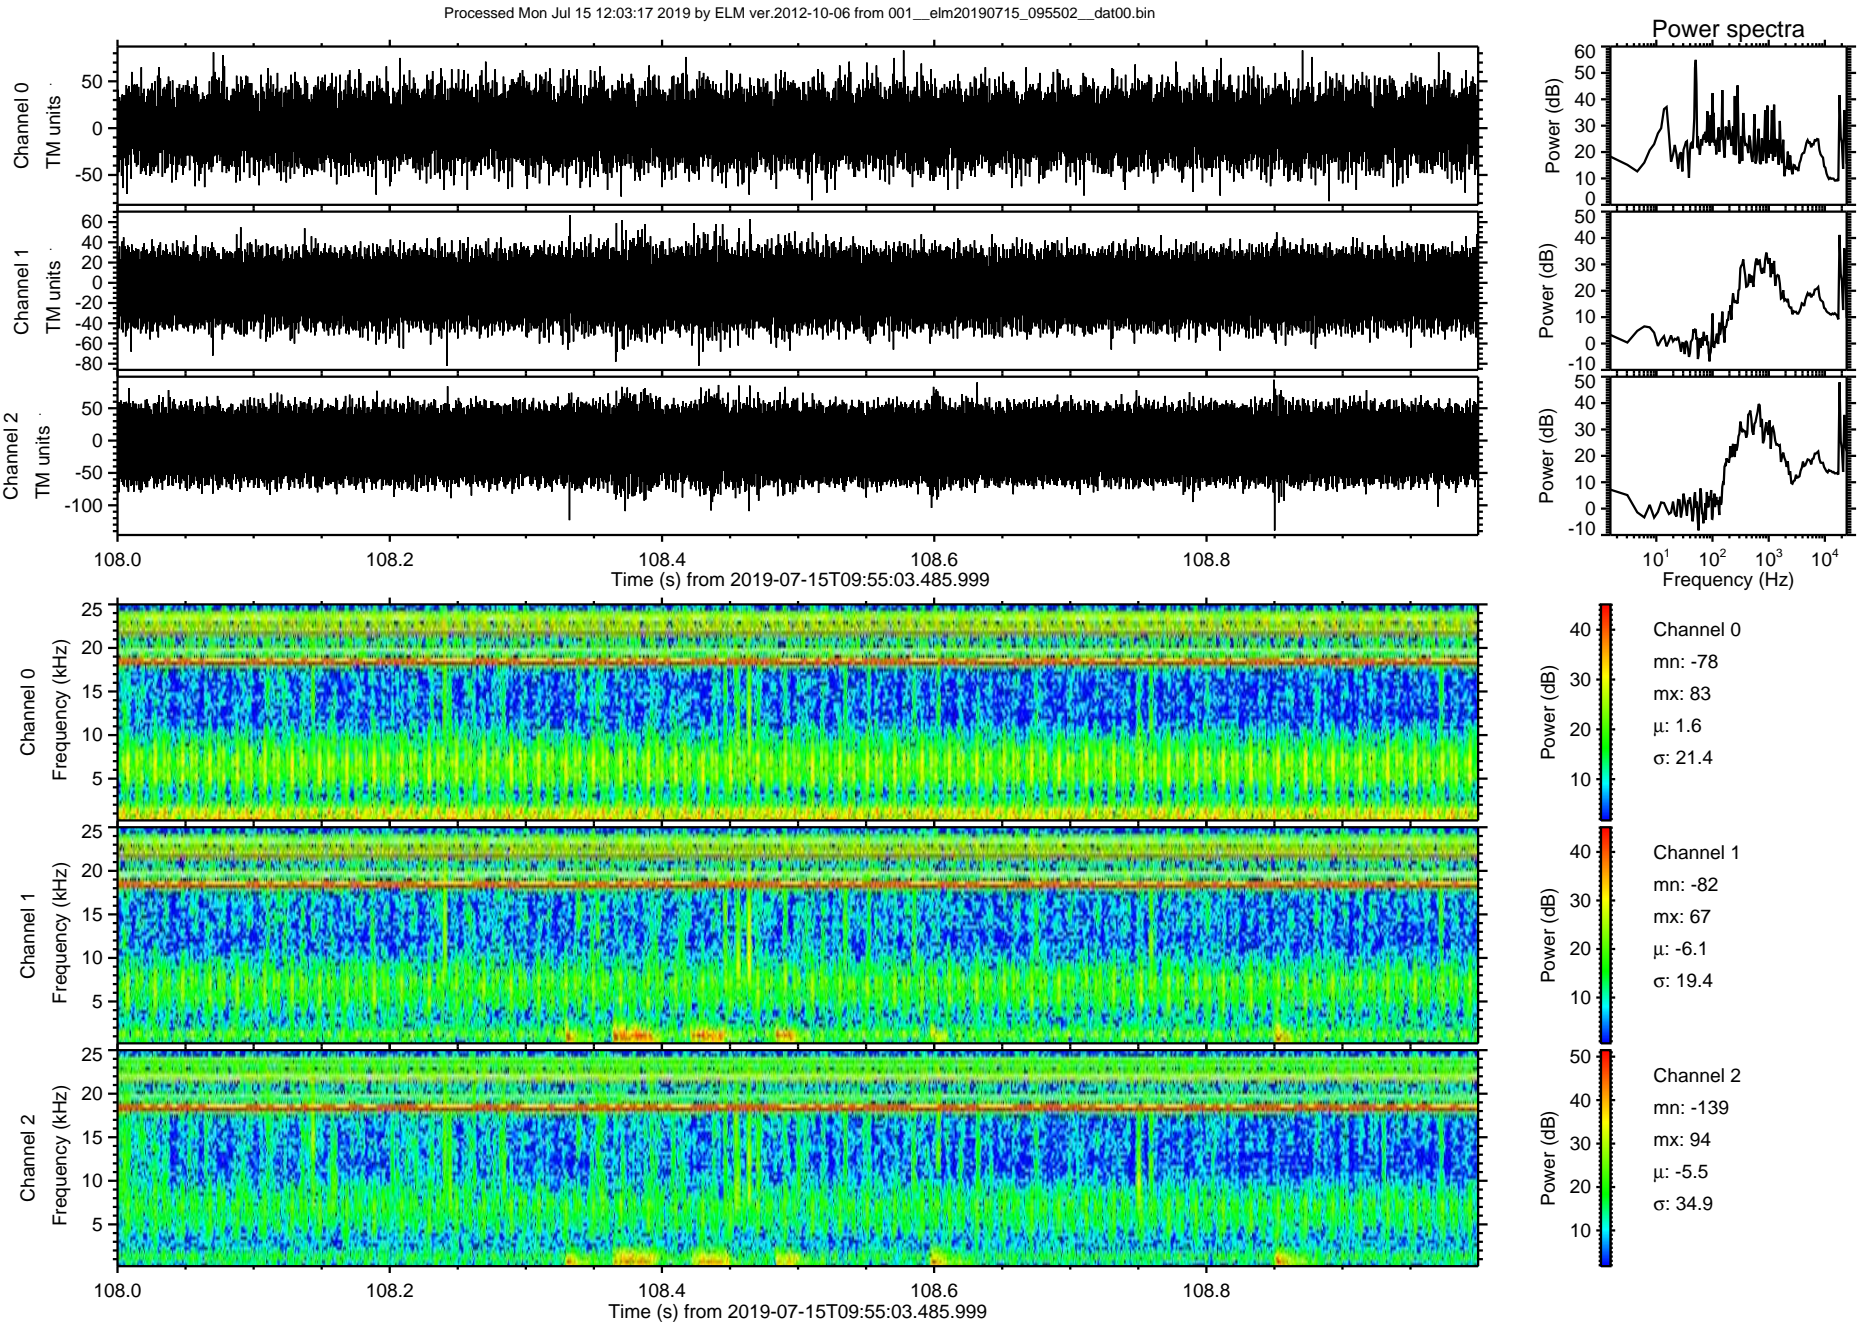 Processed Mon Jul 15 12:03:17 2019 by ELM ver.2012-10-06 from 001__elm20190715_095502__dat00.bin
Power spectra
Channel 0
TM units
50
0
-50
Power (dB)
60
50
40
30
20
10
0
Channel 1
TM units
60
40
20
0
-20
-40
-60
-80
Power (dB)
50
40
30
20
10
0
-10
Channel 2
TM units
50
0
-50
-100
Power (dB)
50
40
30
20
10
0
-10
108.0 108.2 108.4 108.6 108.8
Time (s) from 2019-07-15T09:55:03.485.999
10¹ 10² 10³ 10⁴
Frequency (Hz)
Channel 0
Frequency (kHz)
25
20
15
10
5
Power (dB)
40
30
20
10
Channel 0
mn: -78
mx: 83
µ: 1.6
σ: 21.4
Channel 1
Frequency (kHz)
25
20
15
10
5
Power (dB)
40
30
20
10
Channel 1
mn: -82
mx: 67
µ: -6.1
σ: 19.4
Channel 2
Frequency (kHz)
25
20
15
10
5
Power (dB)
50
40
30
20
10
Channel 2
mn: -139
mx: 94
µ: -5.5
σ: 34.9
108.0 108.2 108.4 108.6 108.8
Time (s) from 2019-07-15T09:55:03.485.999